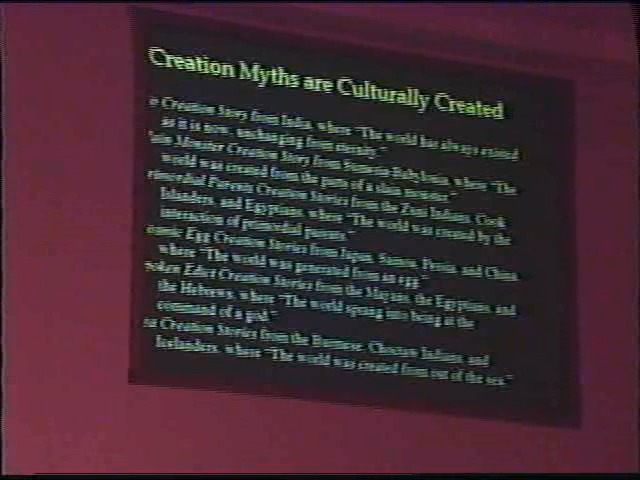 Creation Myths are Culturally Created
Creation Story from India, where "The world has always existed
as it is now, unchanging from eternity."
Monster Creation Story from Sumeria-Babylonia, where "The
world was created from the parts of a slain monster."
rimordial Parents Creation Stories from the Zuni Indians, Cook
Islanders, and Egyptians, where "The world was created by the
interaction of primordial parents."
osmic Egg Creation Stories from Japan, Samoa, Persia, and China
where "The world was generated from an egg."
poken Edict Creation Stories from the Mayans, the Egyptians, and
the Hebrews, where "The world sprang into being at the
command of a god."
ea Creation Stories from the Burmese, Choctaw Indians, and
Icelanders, where "The world was created from out of the sea."